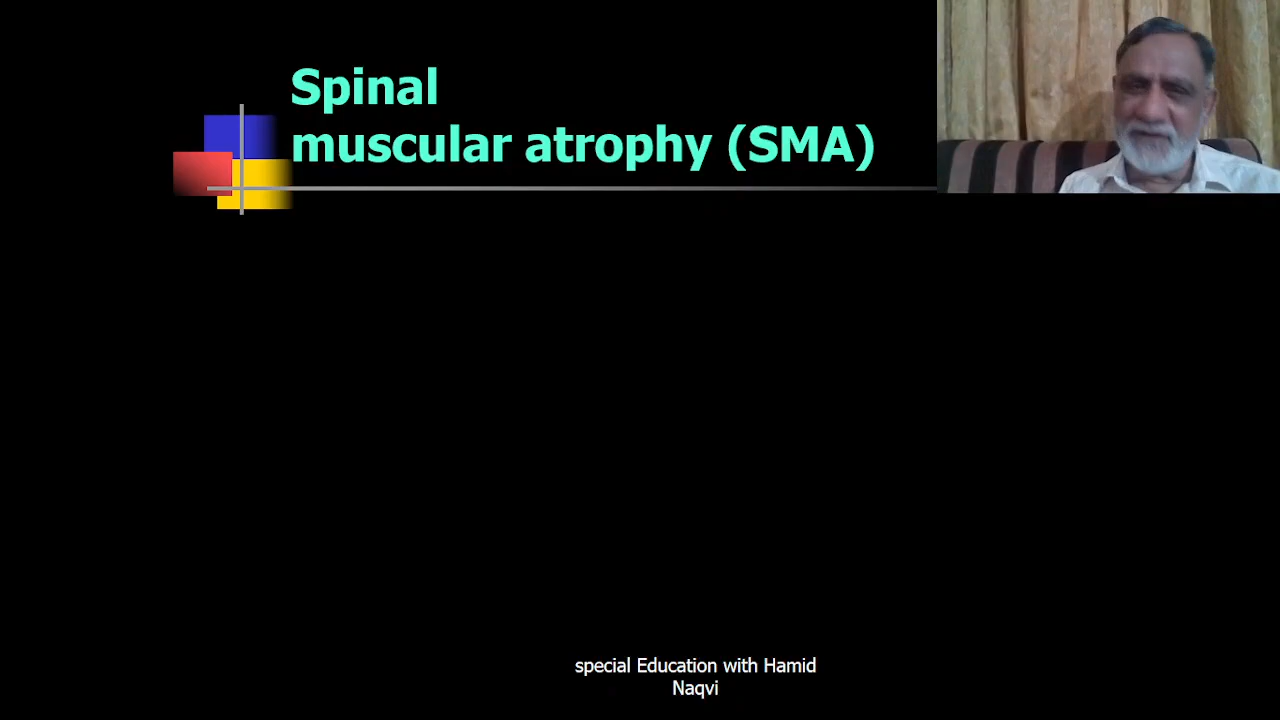 Spinal
muscular atrophy (SMA)
special Education with Hamid
Naqvi